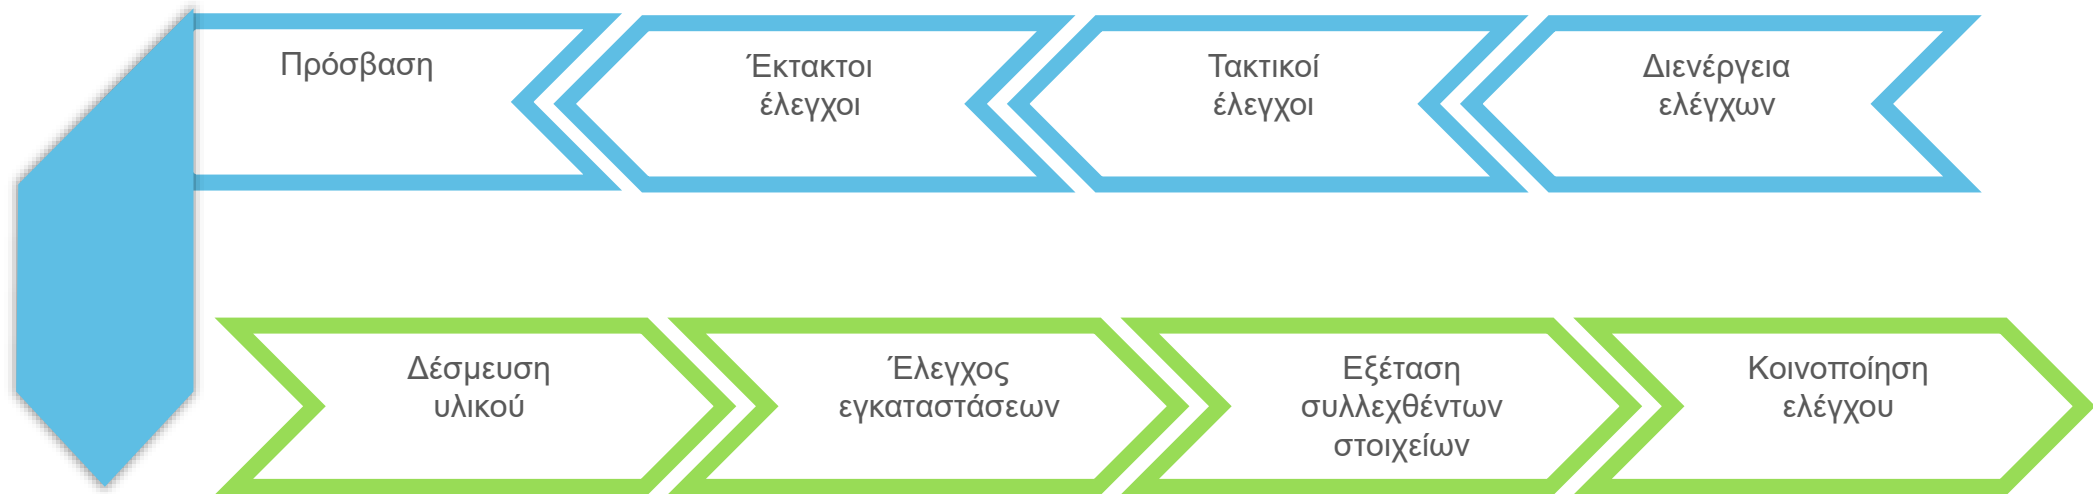 Πρόσβαση
Έκτακτοι
έλεγχοι
Τακτικοί
έλεγχοι
Διενέργεια
ελέγχων
Δέσμευση
υλικού
Έλεγχος
εγκαταστάσεων
Εξέταση
συλλεχθέντων
στοιχείων
Κοινοποίηση
ελέγχου